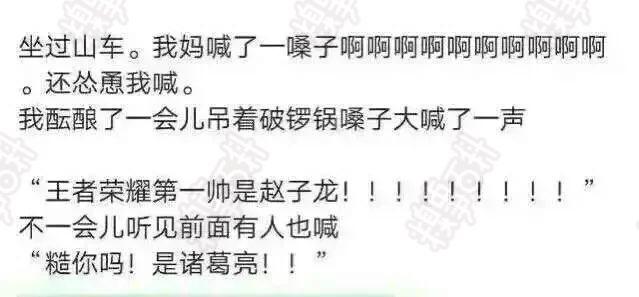 坐过山车。我妈喊了一嗓子啊啊啊啊啊啊啊啊啊啊
。还怂恿我喊。
我酝酿了一会儿吊着破锣锅嗓子大喊了一声
“王者荣耀第一帅是赵子龙！！！！！！！！！”
不一会儿听见前面有人也喊
“糙你吗！是诸葛亮！！”